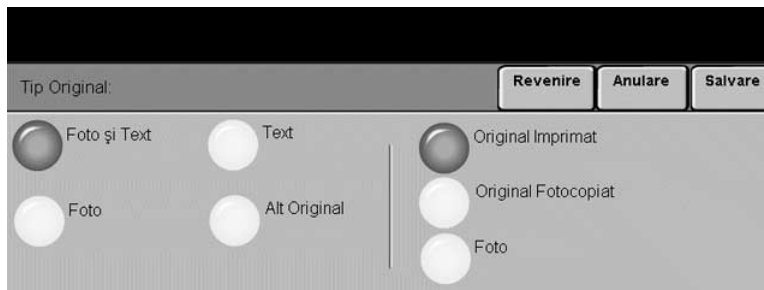 Tip Original:
Revenire
Anulare
Salvare
Foto şi Text
Text
Foto
Alt Original
Original Imprimat
Original Fotocopiat
Foto